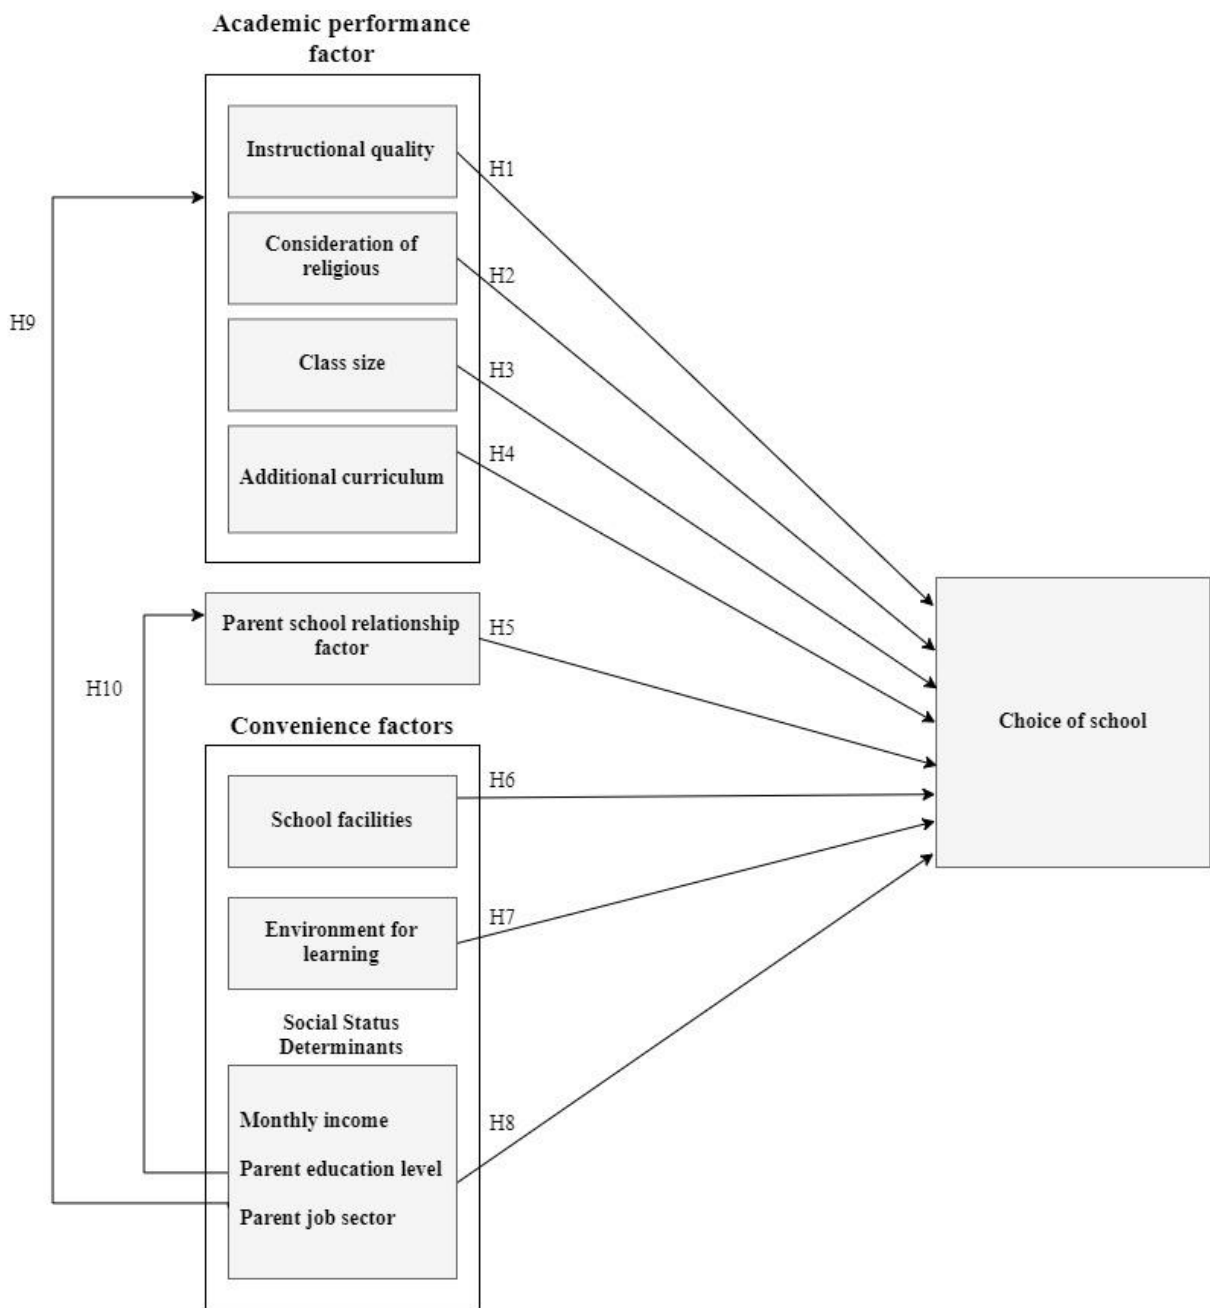 Academic performance
factor
Instructional quality
H1
Consideration of
religious
H2
H9
Class size
H3
Additional curriculum
H4
Parent school relationship
factor
H5
H10
Choice of school
Convenience factors
School facilities
H6
Environment for
learning
H7
Social Status
Determinants
Monthly income
H8
Parent education level
Parent job sector